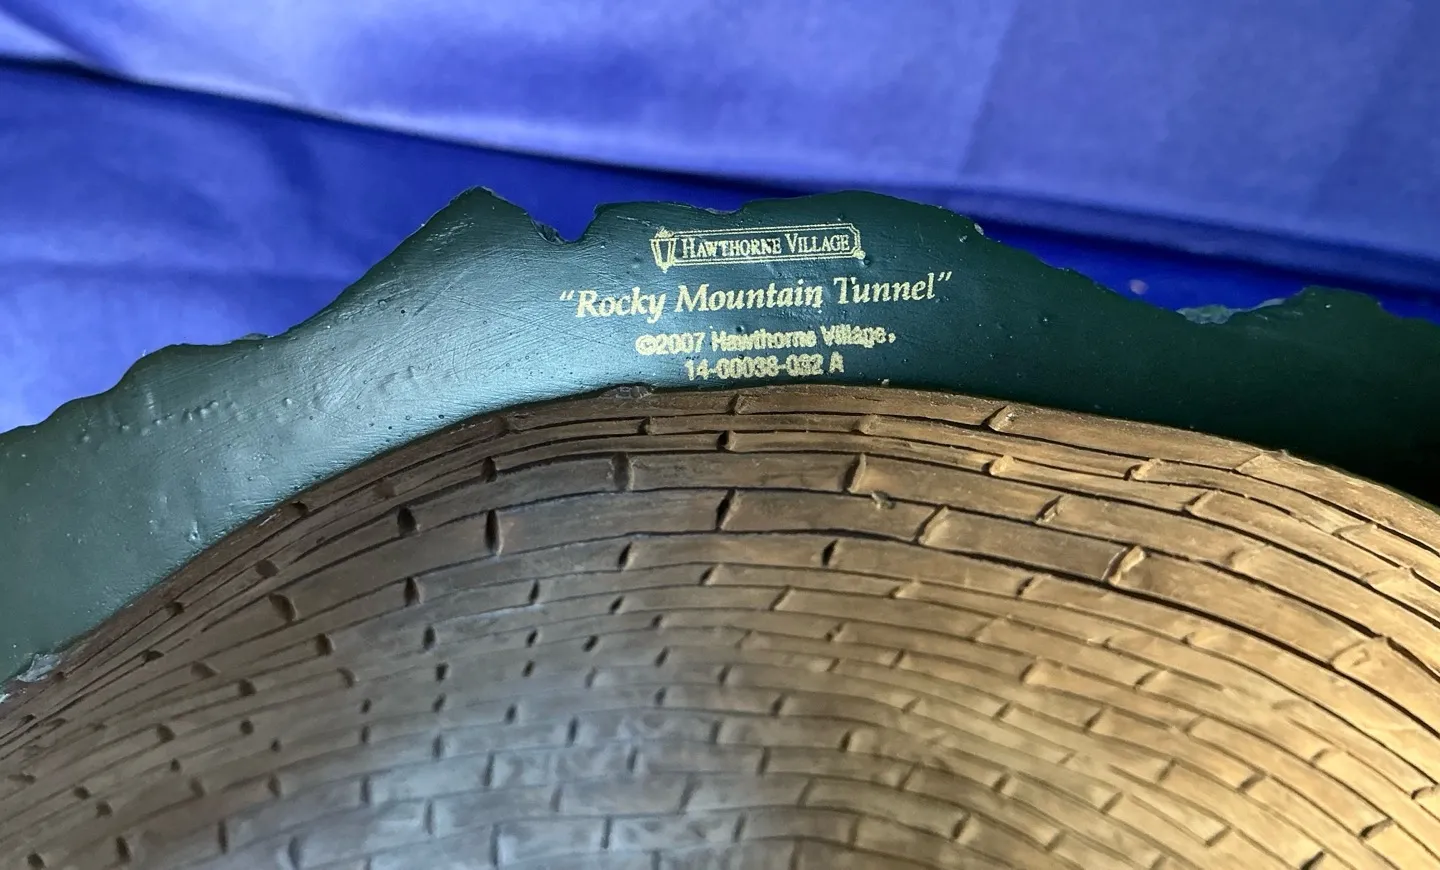 HAWTHORNE VILLAGE
"Rocky Mountain Tunnel"
©2007 Hawthorne Village,
14-00038-032 A